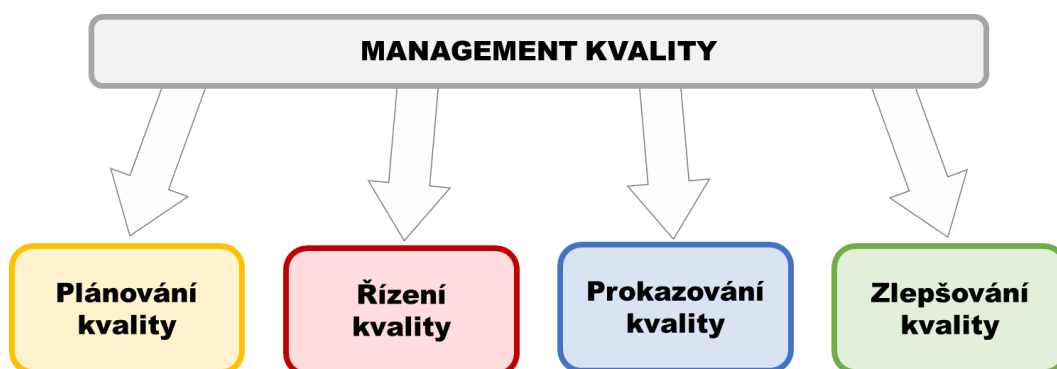 MANAGEMENT KVALITY
Plánování
kvality
Řízení
kvality
Prokazování
kvality
Zlepšování
kvality